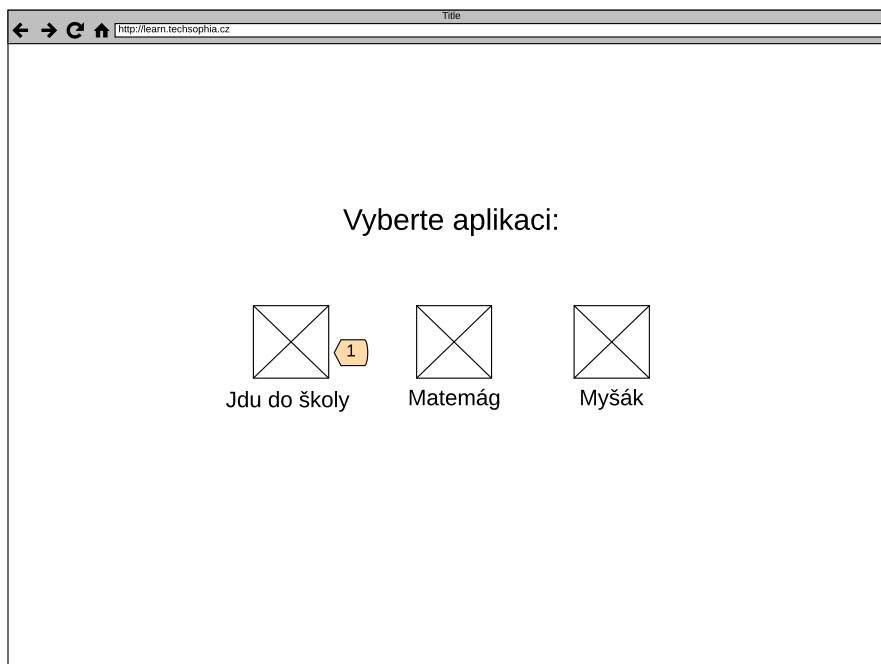 Title
http://learn.techsophia.cz
Vyberte aplikaci:
1
Jdu do školy
Matemág
Myšák